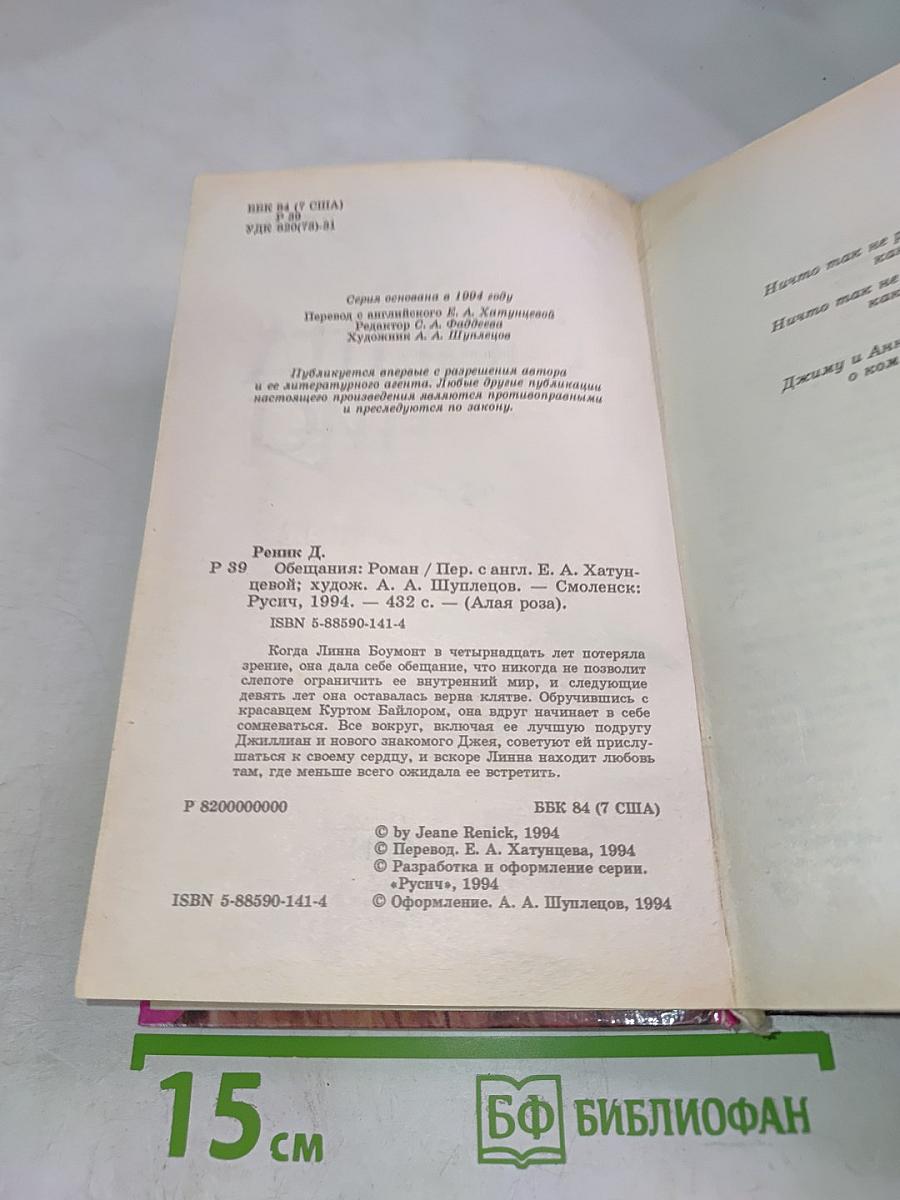 ББК 84 (7 США)
Р 39
УДК 820(73)-31
Серия основана в 1994 году
Перевод с английского Е. А. Хатунцевой
Редактор С. А. Фаддеева
Художник А. А. Шуплецов
Публикуется впервые с разрешения автора
и ее литературного агента. Любые другие публикации
настоящего произведения являются противоправными
и преследуются по закону.
Реник Д.
Р 39 Обещания: Роман / Пер. с англ. Е. А. Хатун-
цевой; худож. А. А. Шуплецов. — Смоленск:
Русич, 1994. — 432 с. — (Алая роза).
ISBN 5-88590-141-4
Когда Линна Боумонт в четырнадцать лет потеряла
зрение, она дала себе обещание, что никогда не позволит
слепоте ограничить ее внутренний мир, и следующие
девять лет она оставалась верна клятве. Обручившись с
красавцем Куртом Байлором, она вдруг начинает в себе
сомневаться. Все вокруг, включая ее лучшую подругу
Джиллиан и нового знакомого Джея, советуют ей прислу-
шаться к своему сердцу, и вскоре Линна находит любовь
там, где меньше всего ожидала ее встретить.
Р 8200000000 ББК 84 (7 США)
© by Jeane Renick, 1994
© Перевод. Е. А. Хатунцева, 1994
© Разработка и оформление серии.
«Русич», 1994
ISBN 5-88590-141-4 © Оформление. А. А. Шуплецов, 1994
Ничто так не
как
Ничто так не
как
Джиму и Анн
о ком
15 см
БФ БИБЛИОФАН